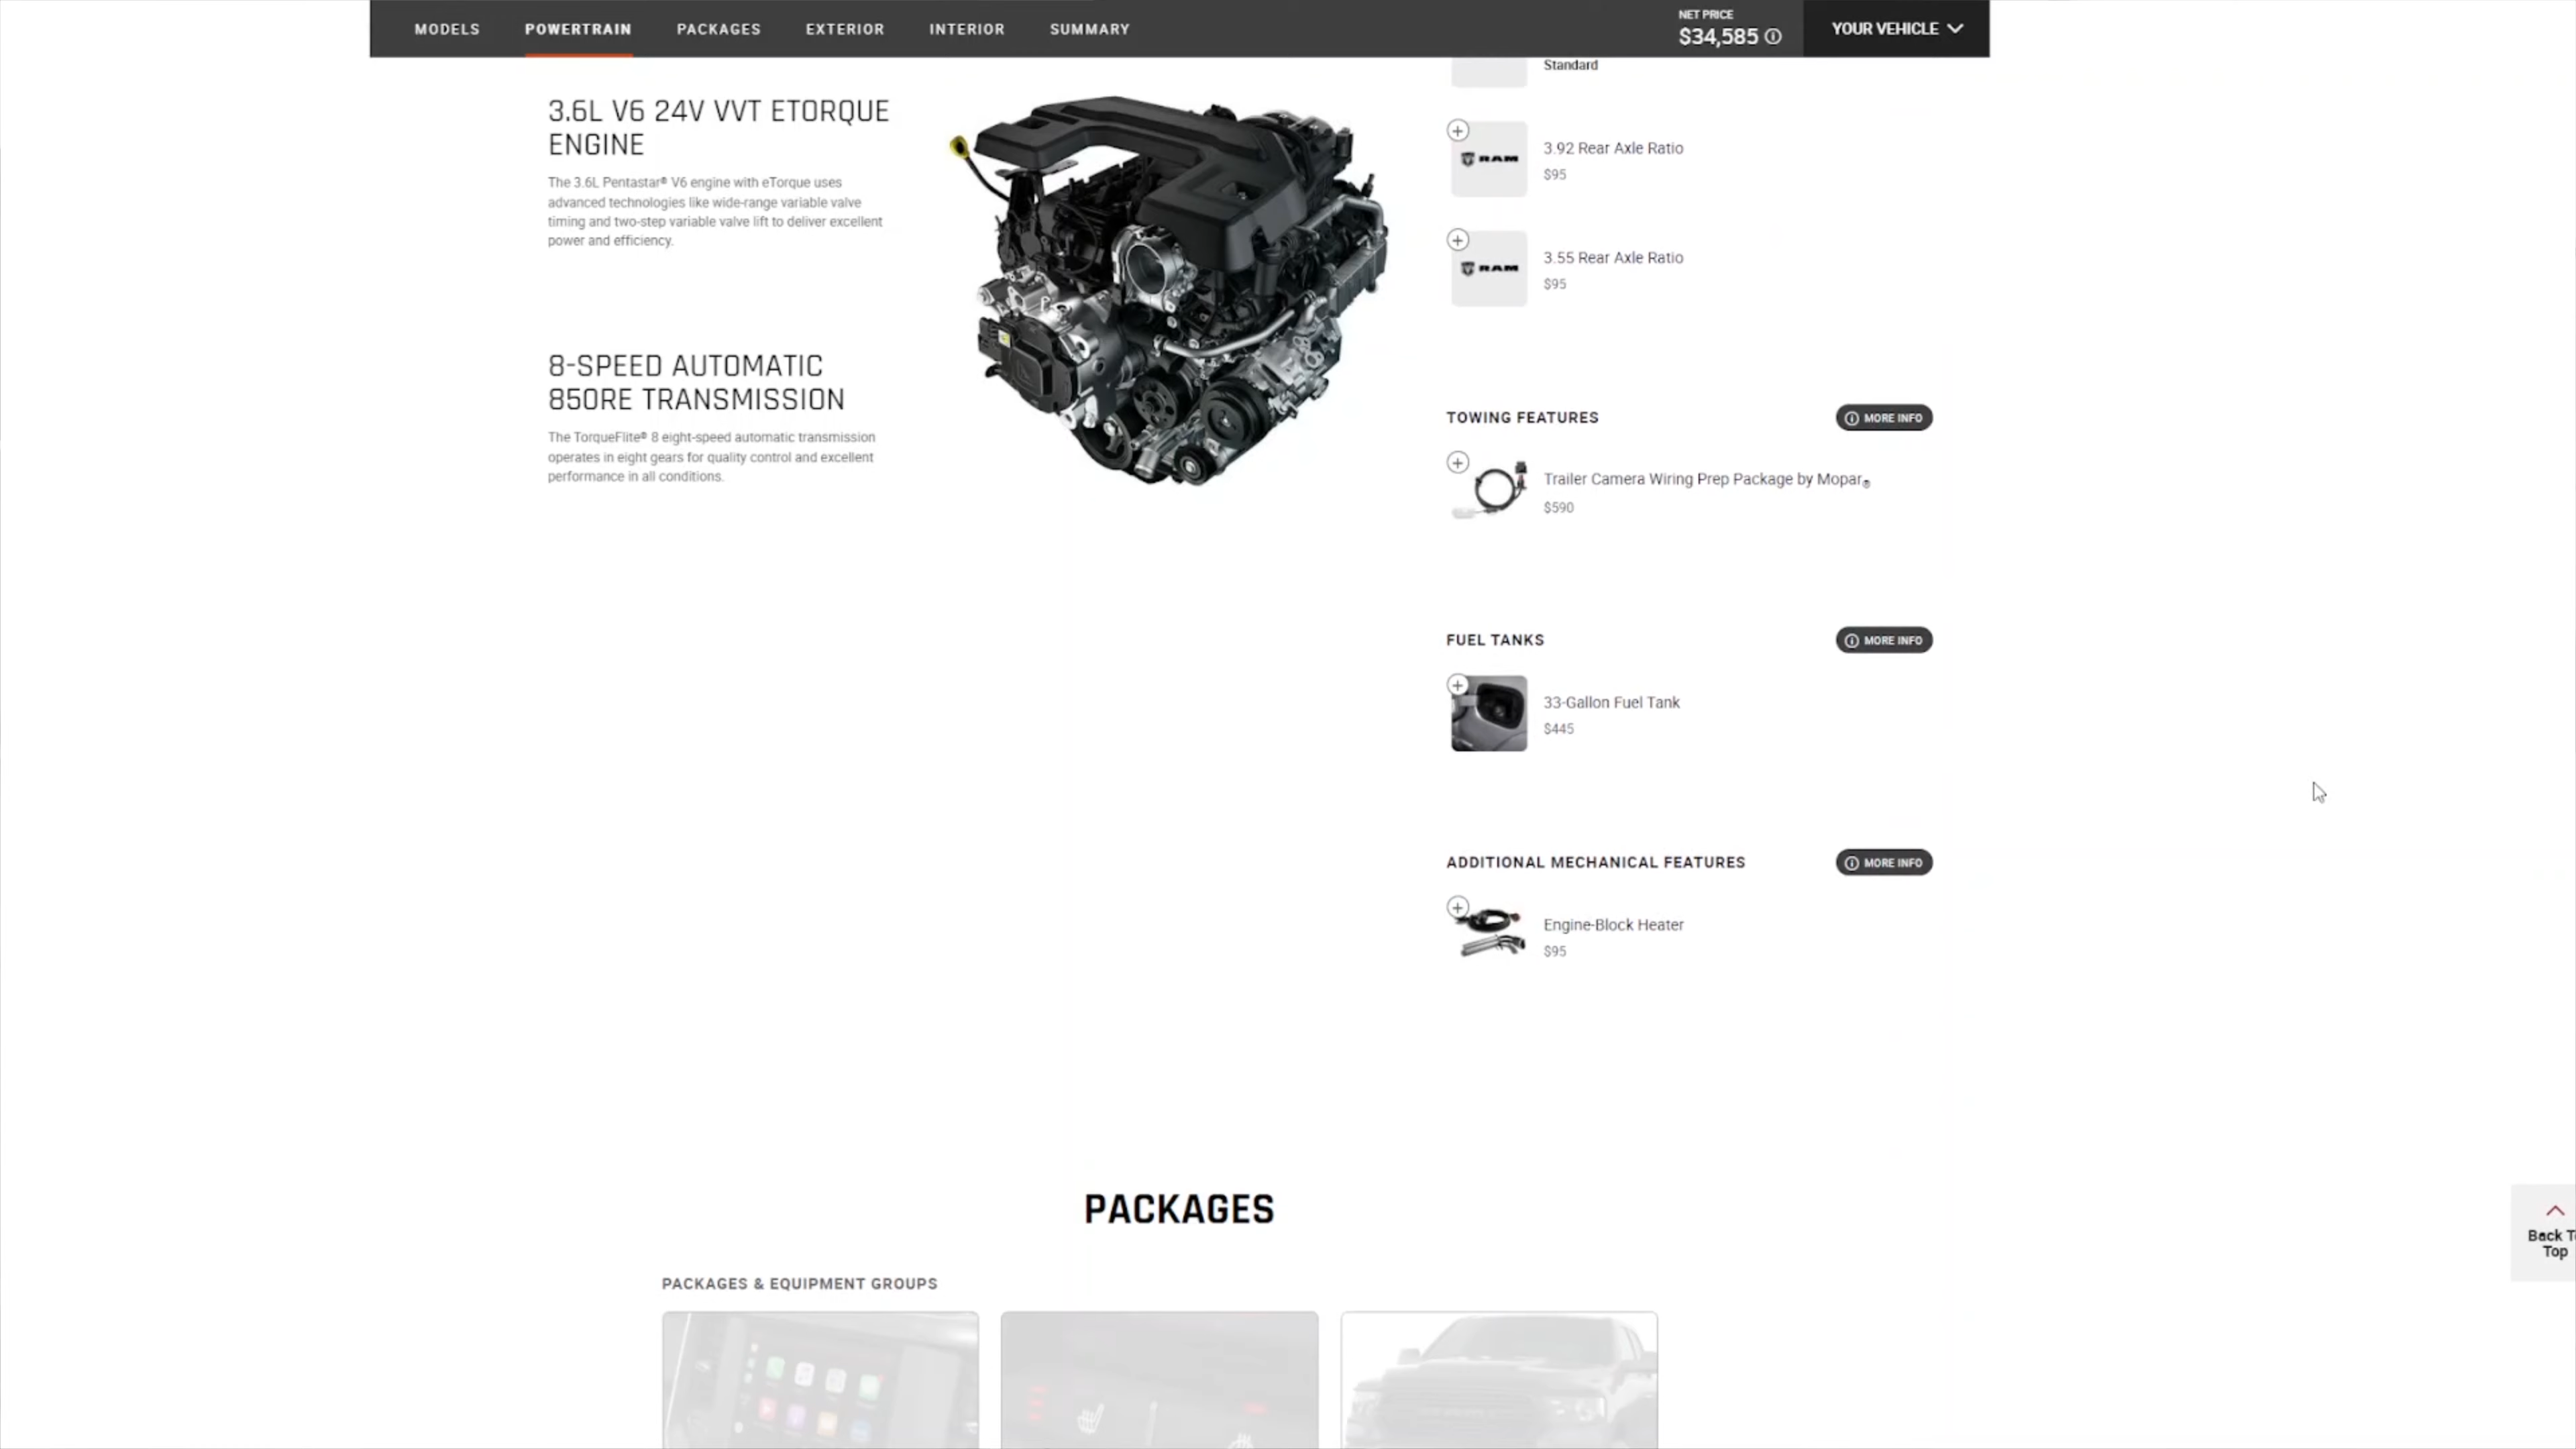 MODELS
POWERTRAIN
PACKAGES
EXTERIOR
INTERIOR
SUMMARY
NET PRICE
$34,585
YOUR VEHICLE
3.6L V6 24V VVT ETORQUE
ENGINE
The 3.6L Pentastar® V6 engine with eTorque uses
advanced technologies like wide-range variable valve
timing and two-step variable valve lift to deliver excellent
power and efficiency.
8-SPEED AUTOMATIC
850RE TRANSMISSION
The TorqueFlite® 8 eight-speed automatic transmission
operates in eight gears for quality control and excellent
performance in all conditions.
Standard
RAM
3.92 Rear Axle Ratio
$95
RAM
3.55 Rear Axle Ratio
$95
TOWING FEATURES
MORE INFO
Trailer Camera Wiring Prep Package by Mopar®
$590
FUEL TANKS
MORE INFO
33-Gallon Fuel Tank
$445
ADDITIONAL MECHANICAL FEATURES
MORE INFO
Engine-Block Heater
$95
PACKAGES
PACKAGES & EQUIPMENT GROUPS
Back T
Top